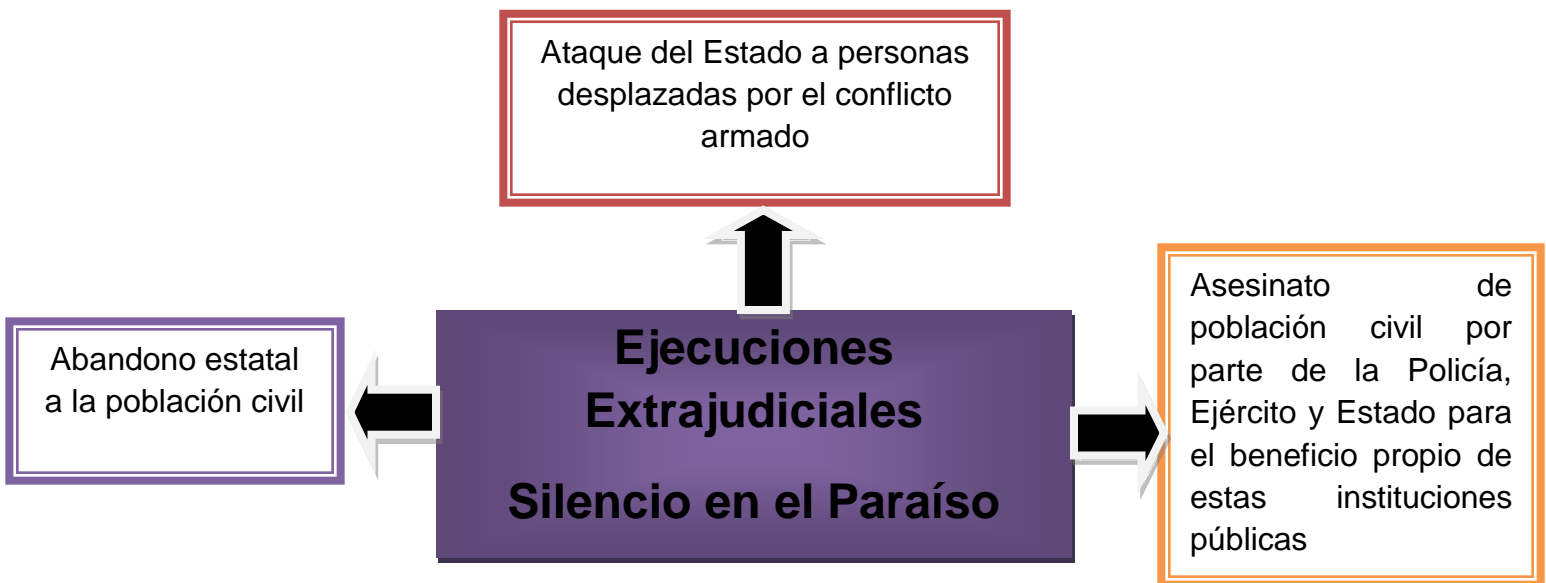 Ataque del Estado a personas
desplazadas por el conflicto
armado
Abandono estatal
a la población civil
Ejecuciones
Extrajudiciales
Silencio en el Paraíso
Asesinato de
población civil por
parte de la Policía,
Ejército y Estado para
el beneficio propio de
estas instituciones
públicas